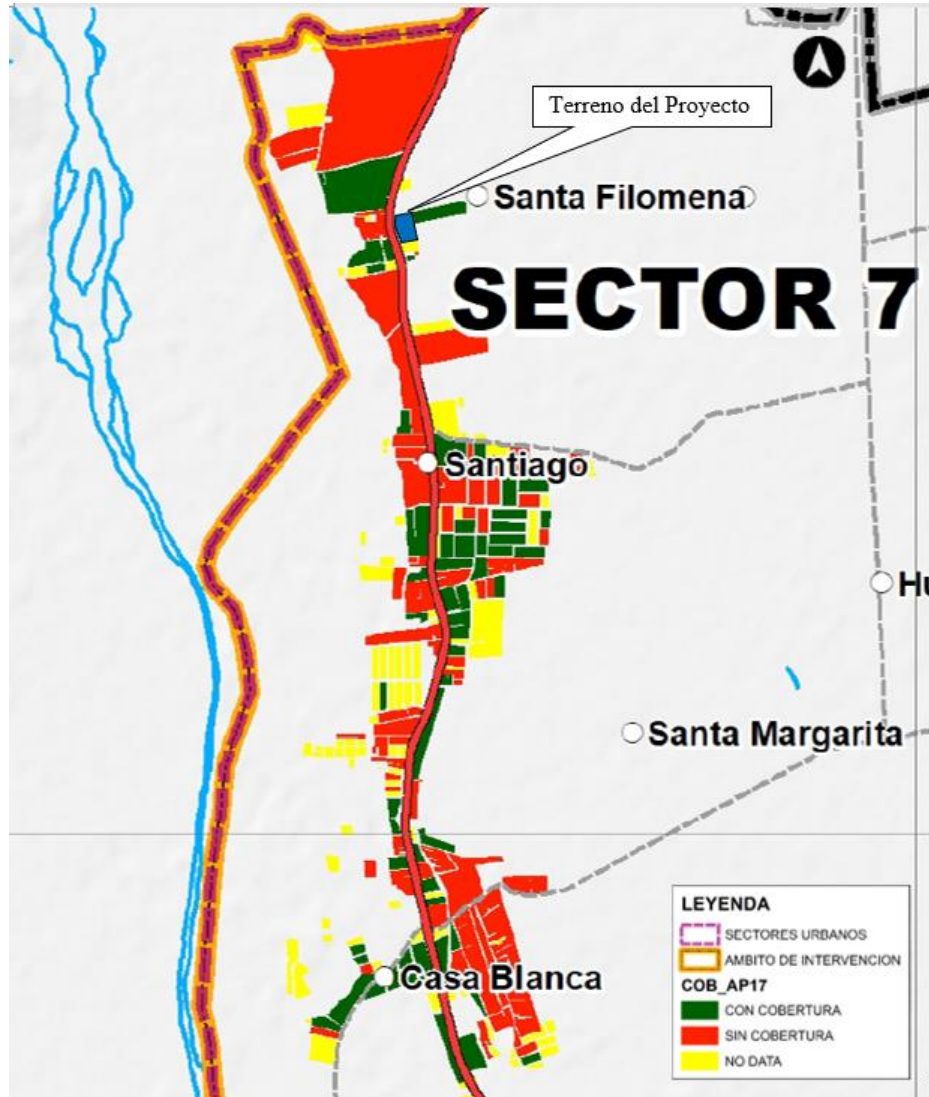 Terreno del Proyecto
Santa Filomena
SECTOR 7
Santiago
Hu
Santa Margarita
Casa Blanca
LEYENDA
SECTORES URBANOS
AMBITO DE INTERVENCION
COB_AP17
CON COBERTURA
SIN COBERTURA
NO DATA